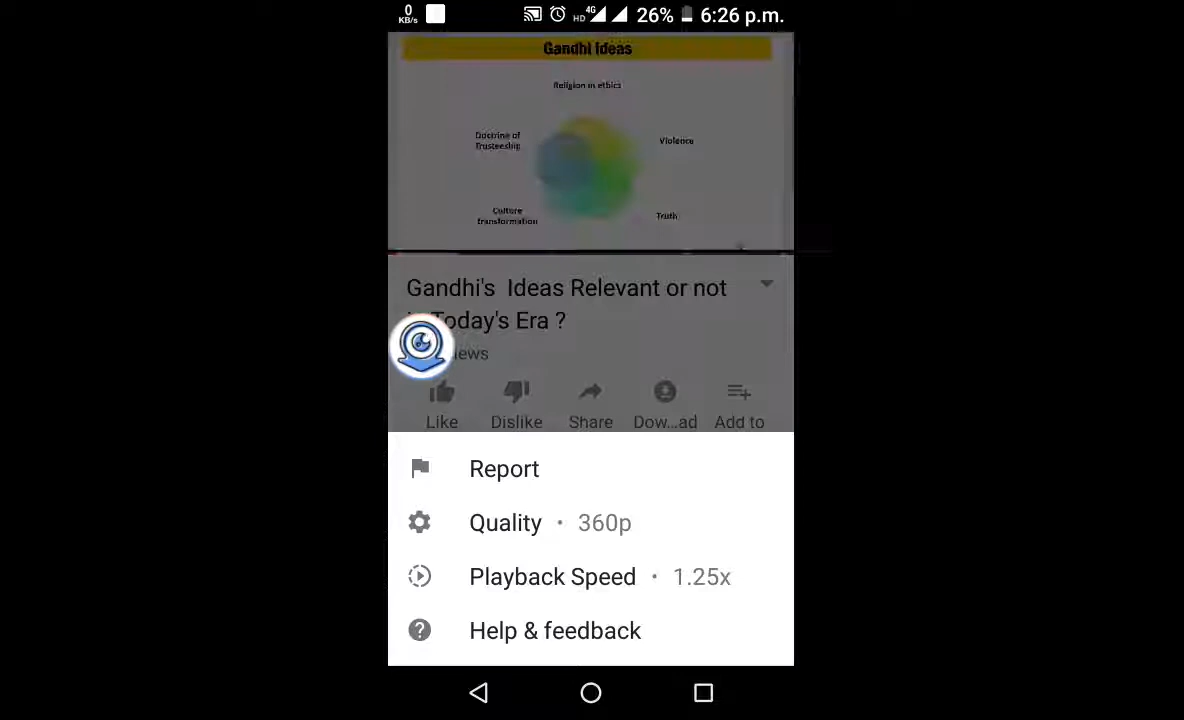 0
KB/s
HD 4G 26% 6:26 p.m.
Gandhi Ideas
Religion in ethics
Doctrine of
Trusteeship
Violence
Culture
transformation
Truth
Gandhi's Ideas Relevant or not
Today's Era ?
Like Dislike Share Dow...ad Add to
Report
Quality • 360p
Playback Speed • 1.25x
Help & feedback